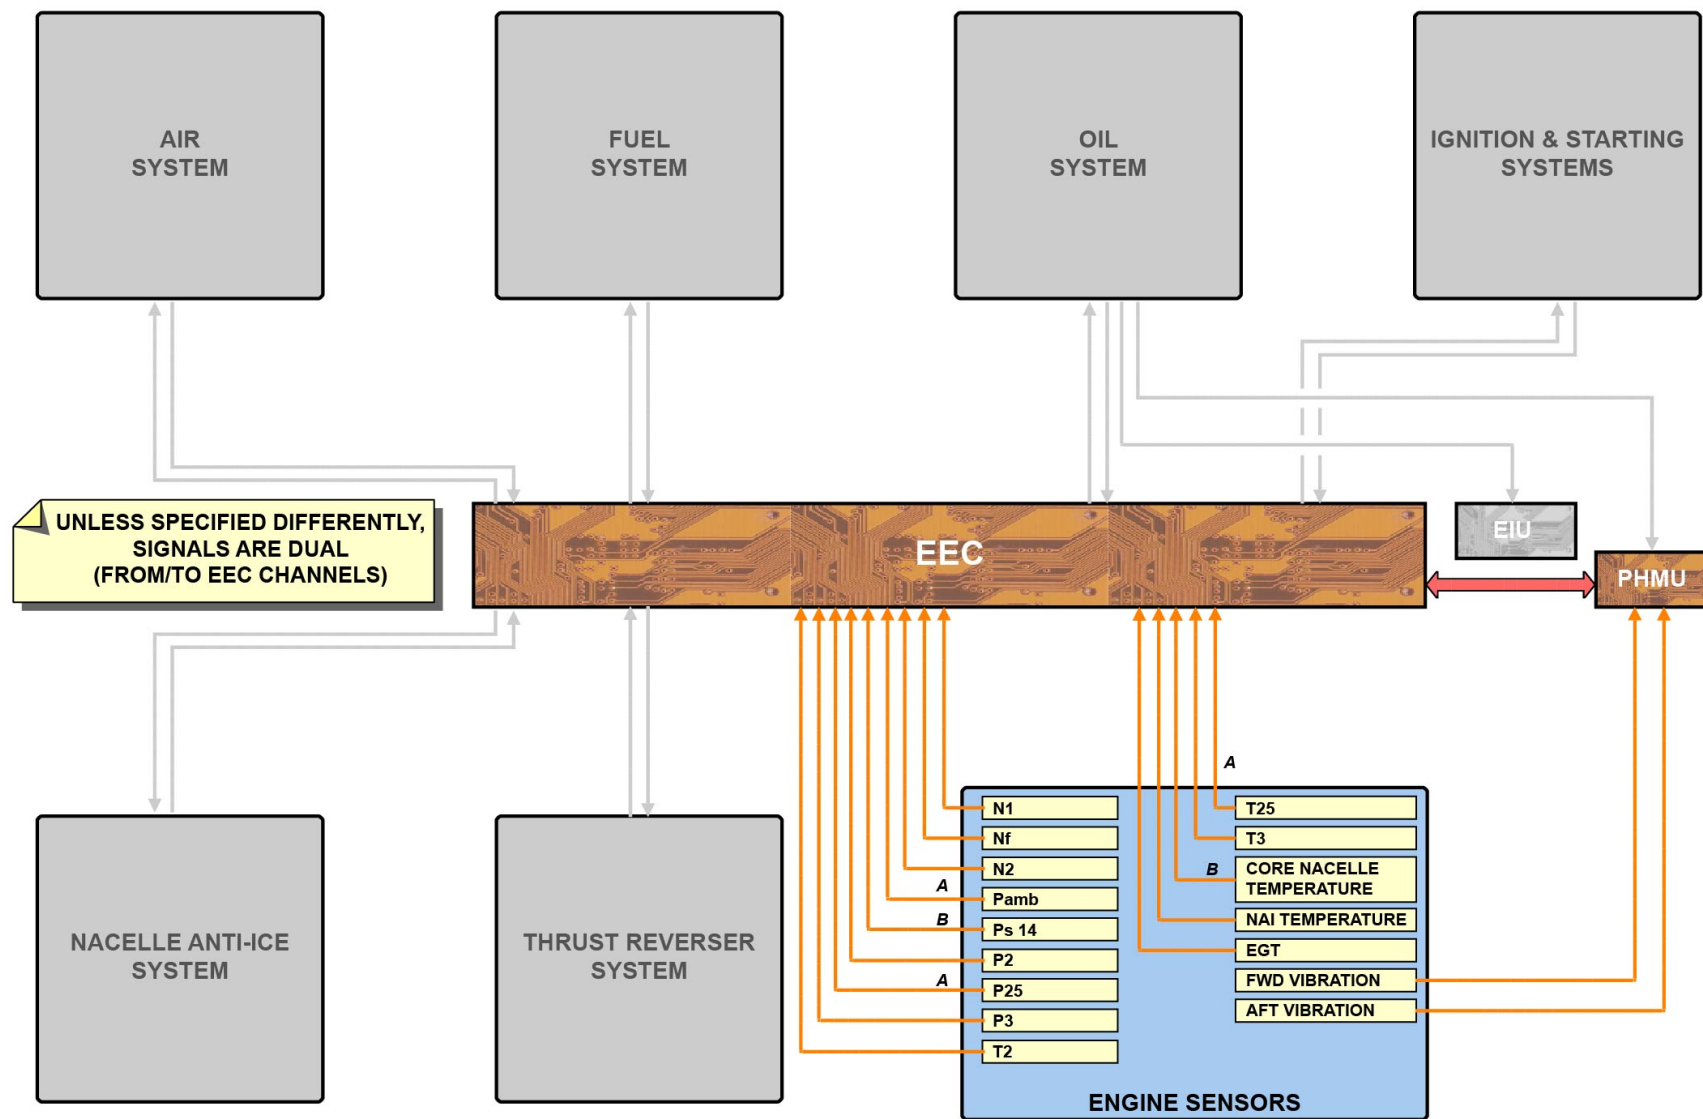 AIR
SYSTEM
FUEL
SYSTEM
OIL
SYSTEM
IGNITION & STARTING
SYSTEMS
UNLESS SPECIFIED DIFFERENTLY,
SIGNALS ARE DUAL
(FROM/TO EEC CHANNELS)
EEC
EIU
PHMU
NACELLE ANTI-ICE
SYSTEM
THRUST REVERSER
SYSTEM
N1
Nf
N2
A
Pamb
B
Ps 14
P2
A
P25
P3
T2
A
T25
T3
B
CORE NACELLE
TEMPERATURE
NAI TEMPERATURE
EGT
FWD VIBRATION
AFT VIBRATION
ENGINE SENSORS